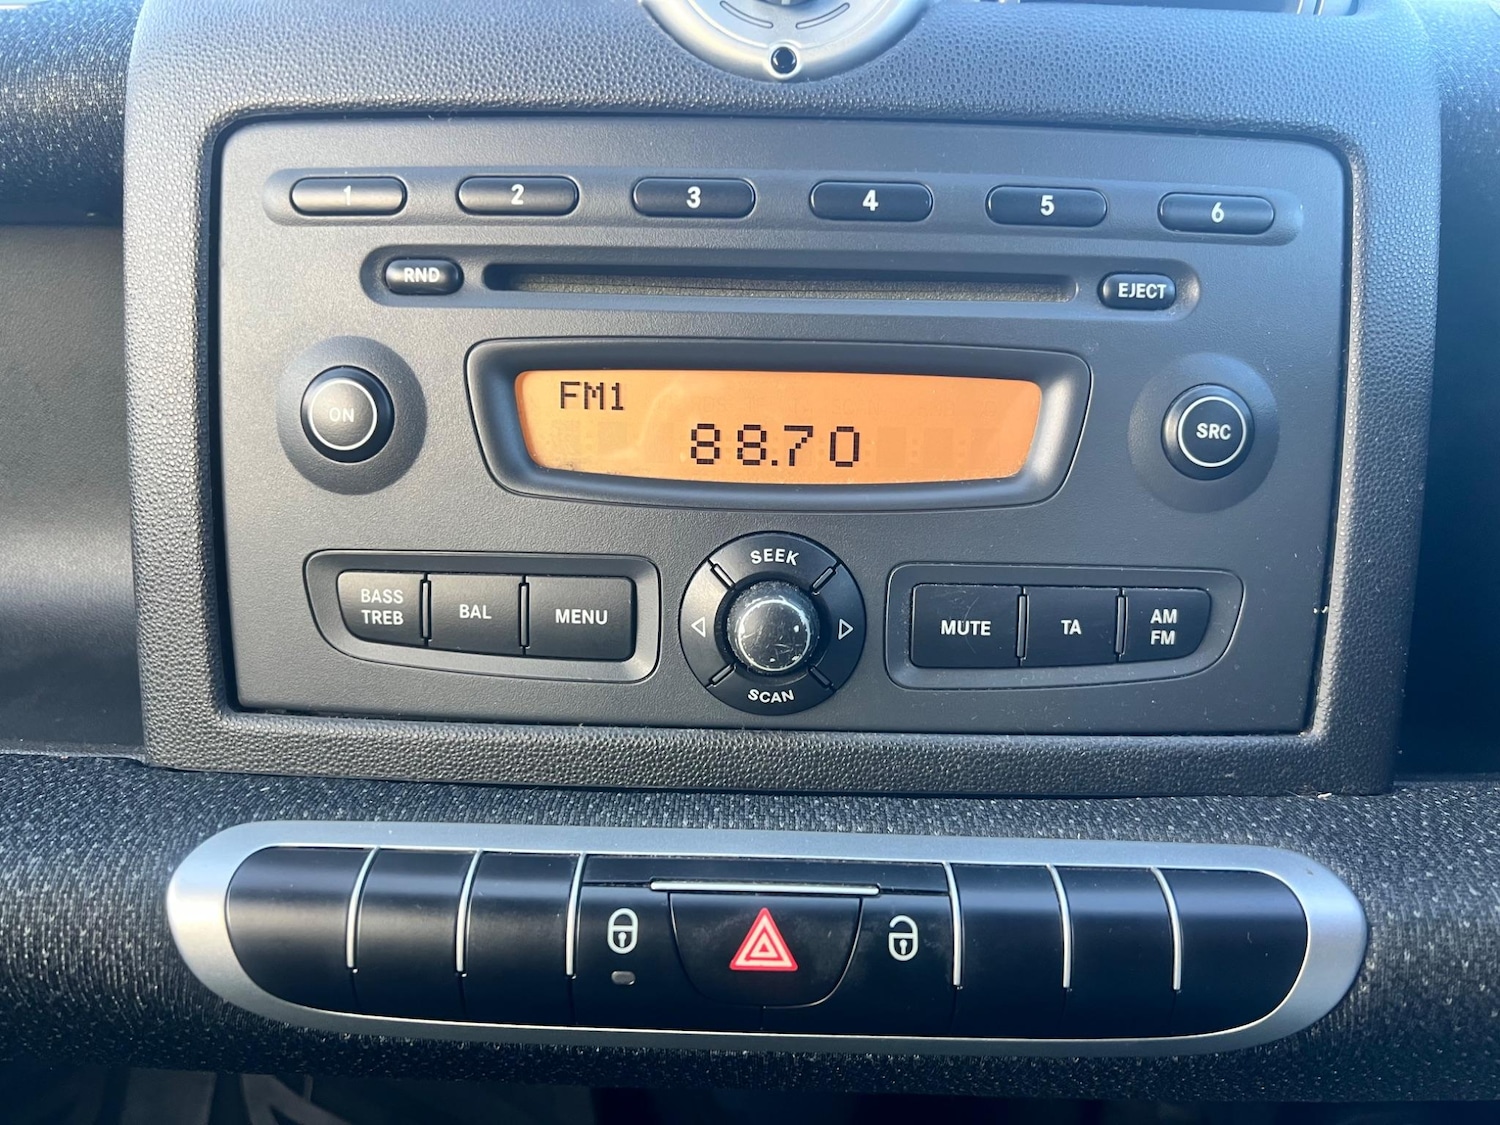 1 2 3 4 5 6
RND EJECT
FM1
88.70
ON
SRC
SEEK
BASS
TREB
BAL
MENU
SCAN
MUTE
TA
AM
FM